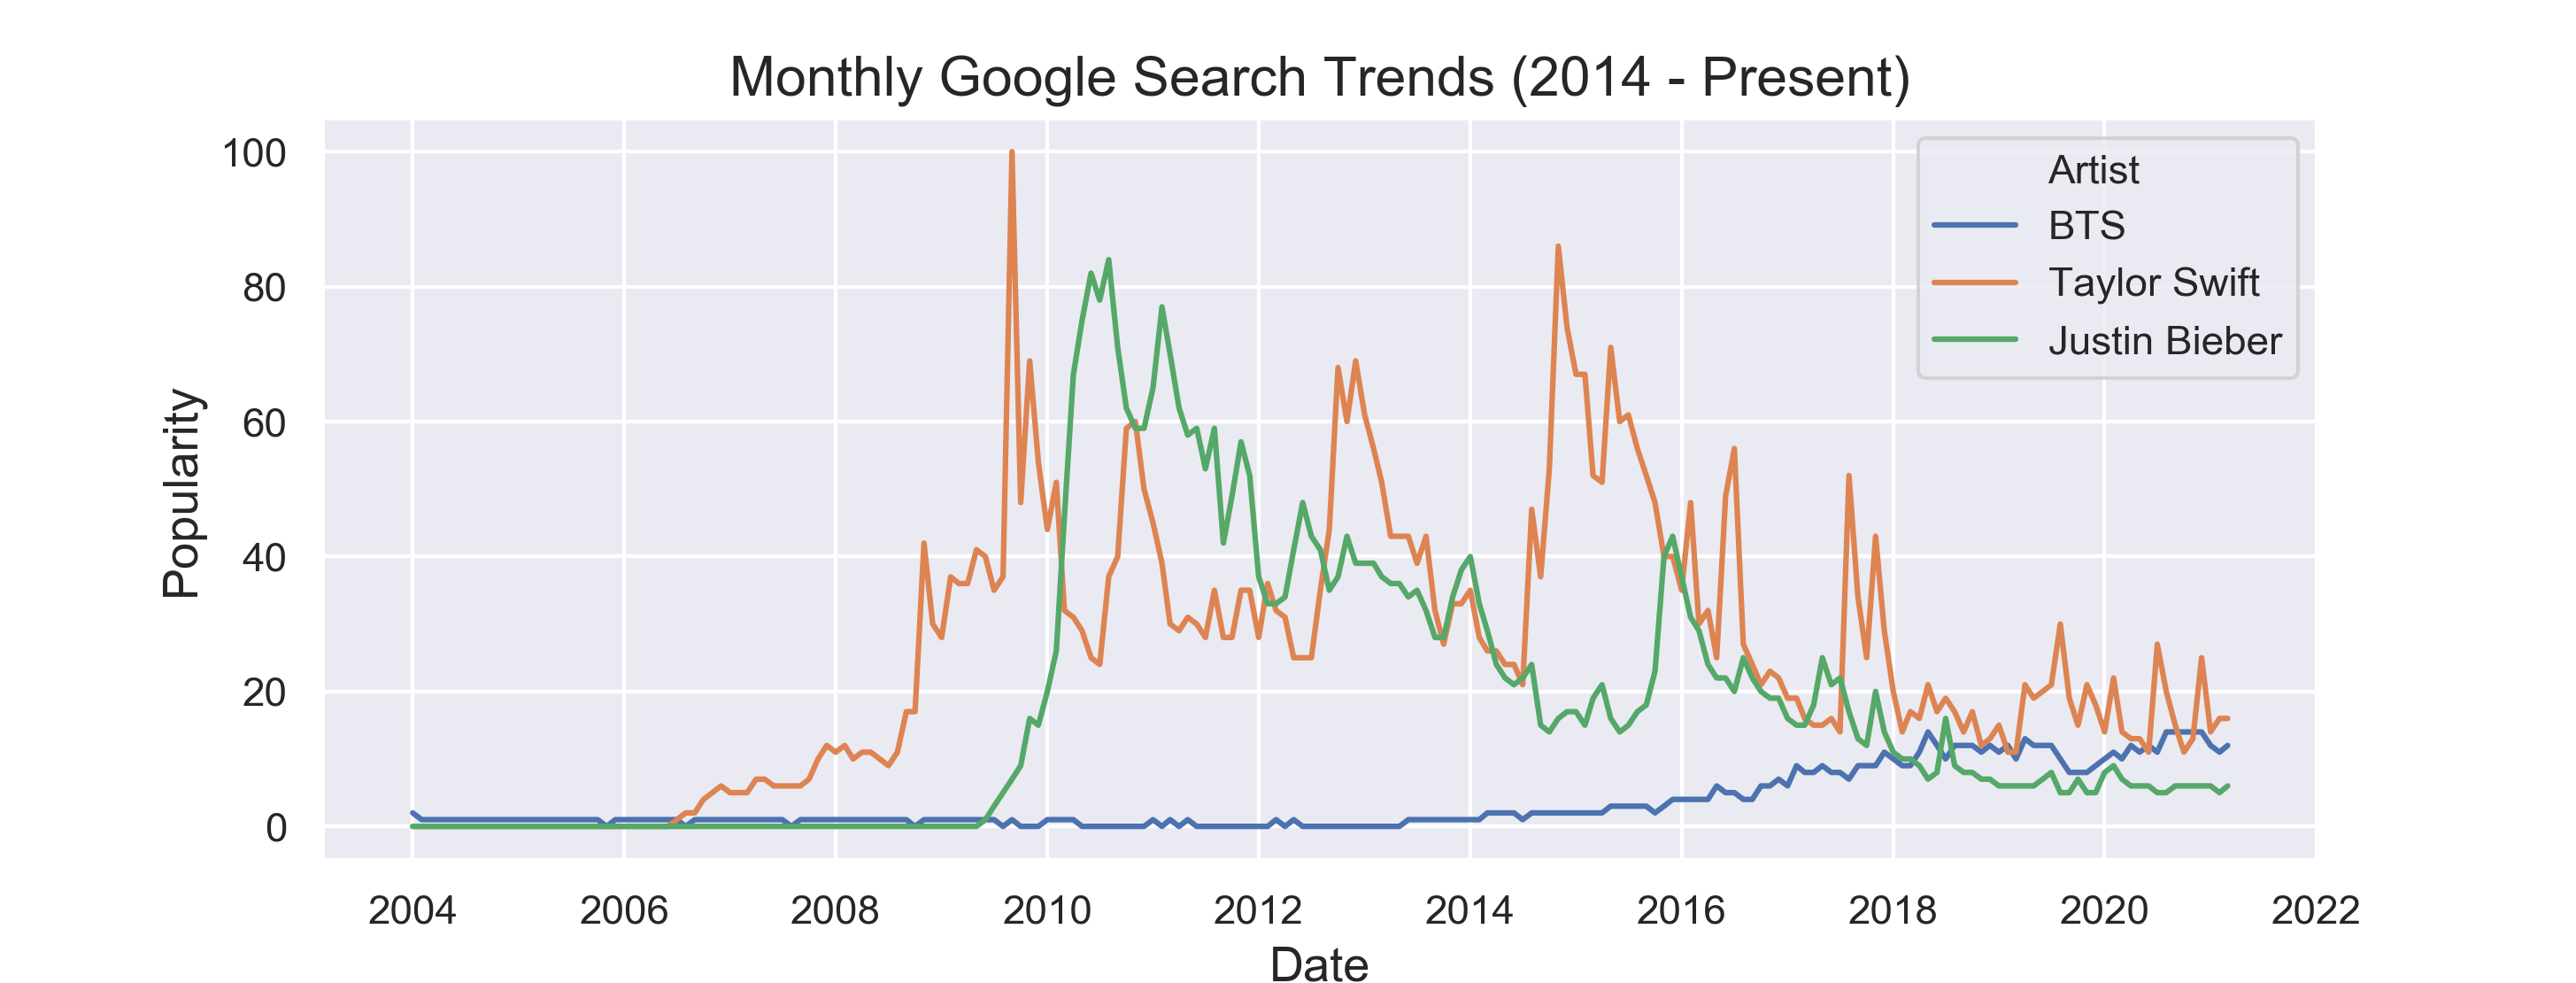 Monthly Google Search Trends (2014 - Present)
100
80
60
40
20
0
Popularity
Artist
BTS
Taylor Swift
Justin Bieber
2004 2006 2008 2010 2012 2014 2016 2018 2020 2022
Date